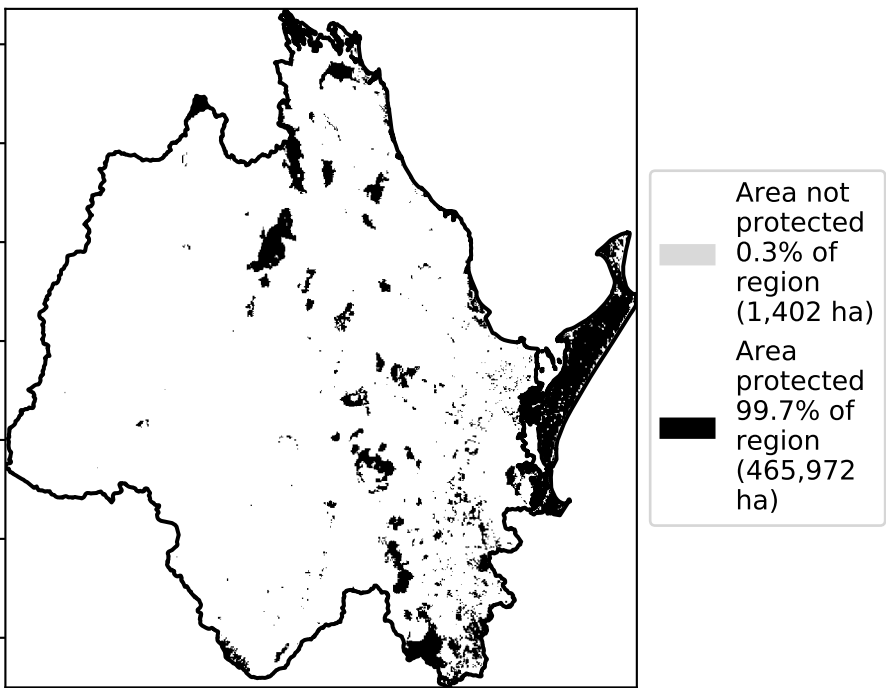 Area not
protected
0.3% of
region
(1,402 ha)
Area
protected
99.7% of
region
(465,972
ha)